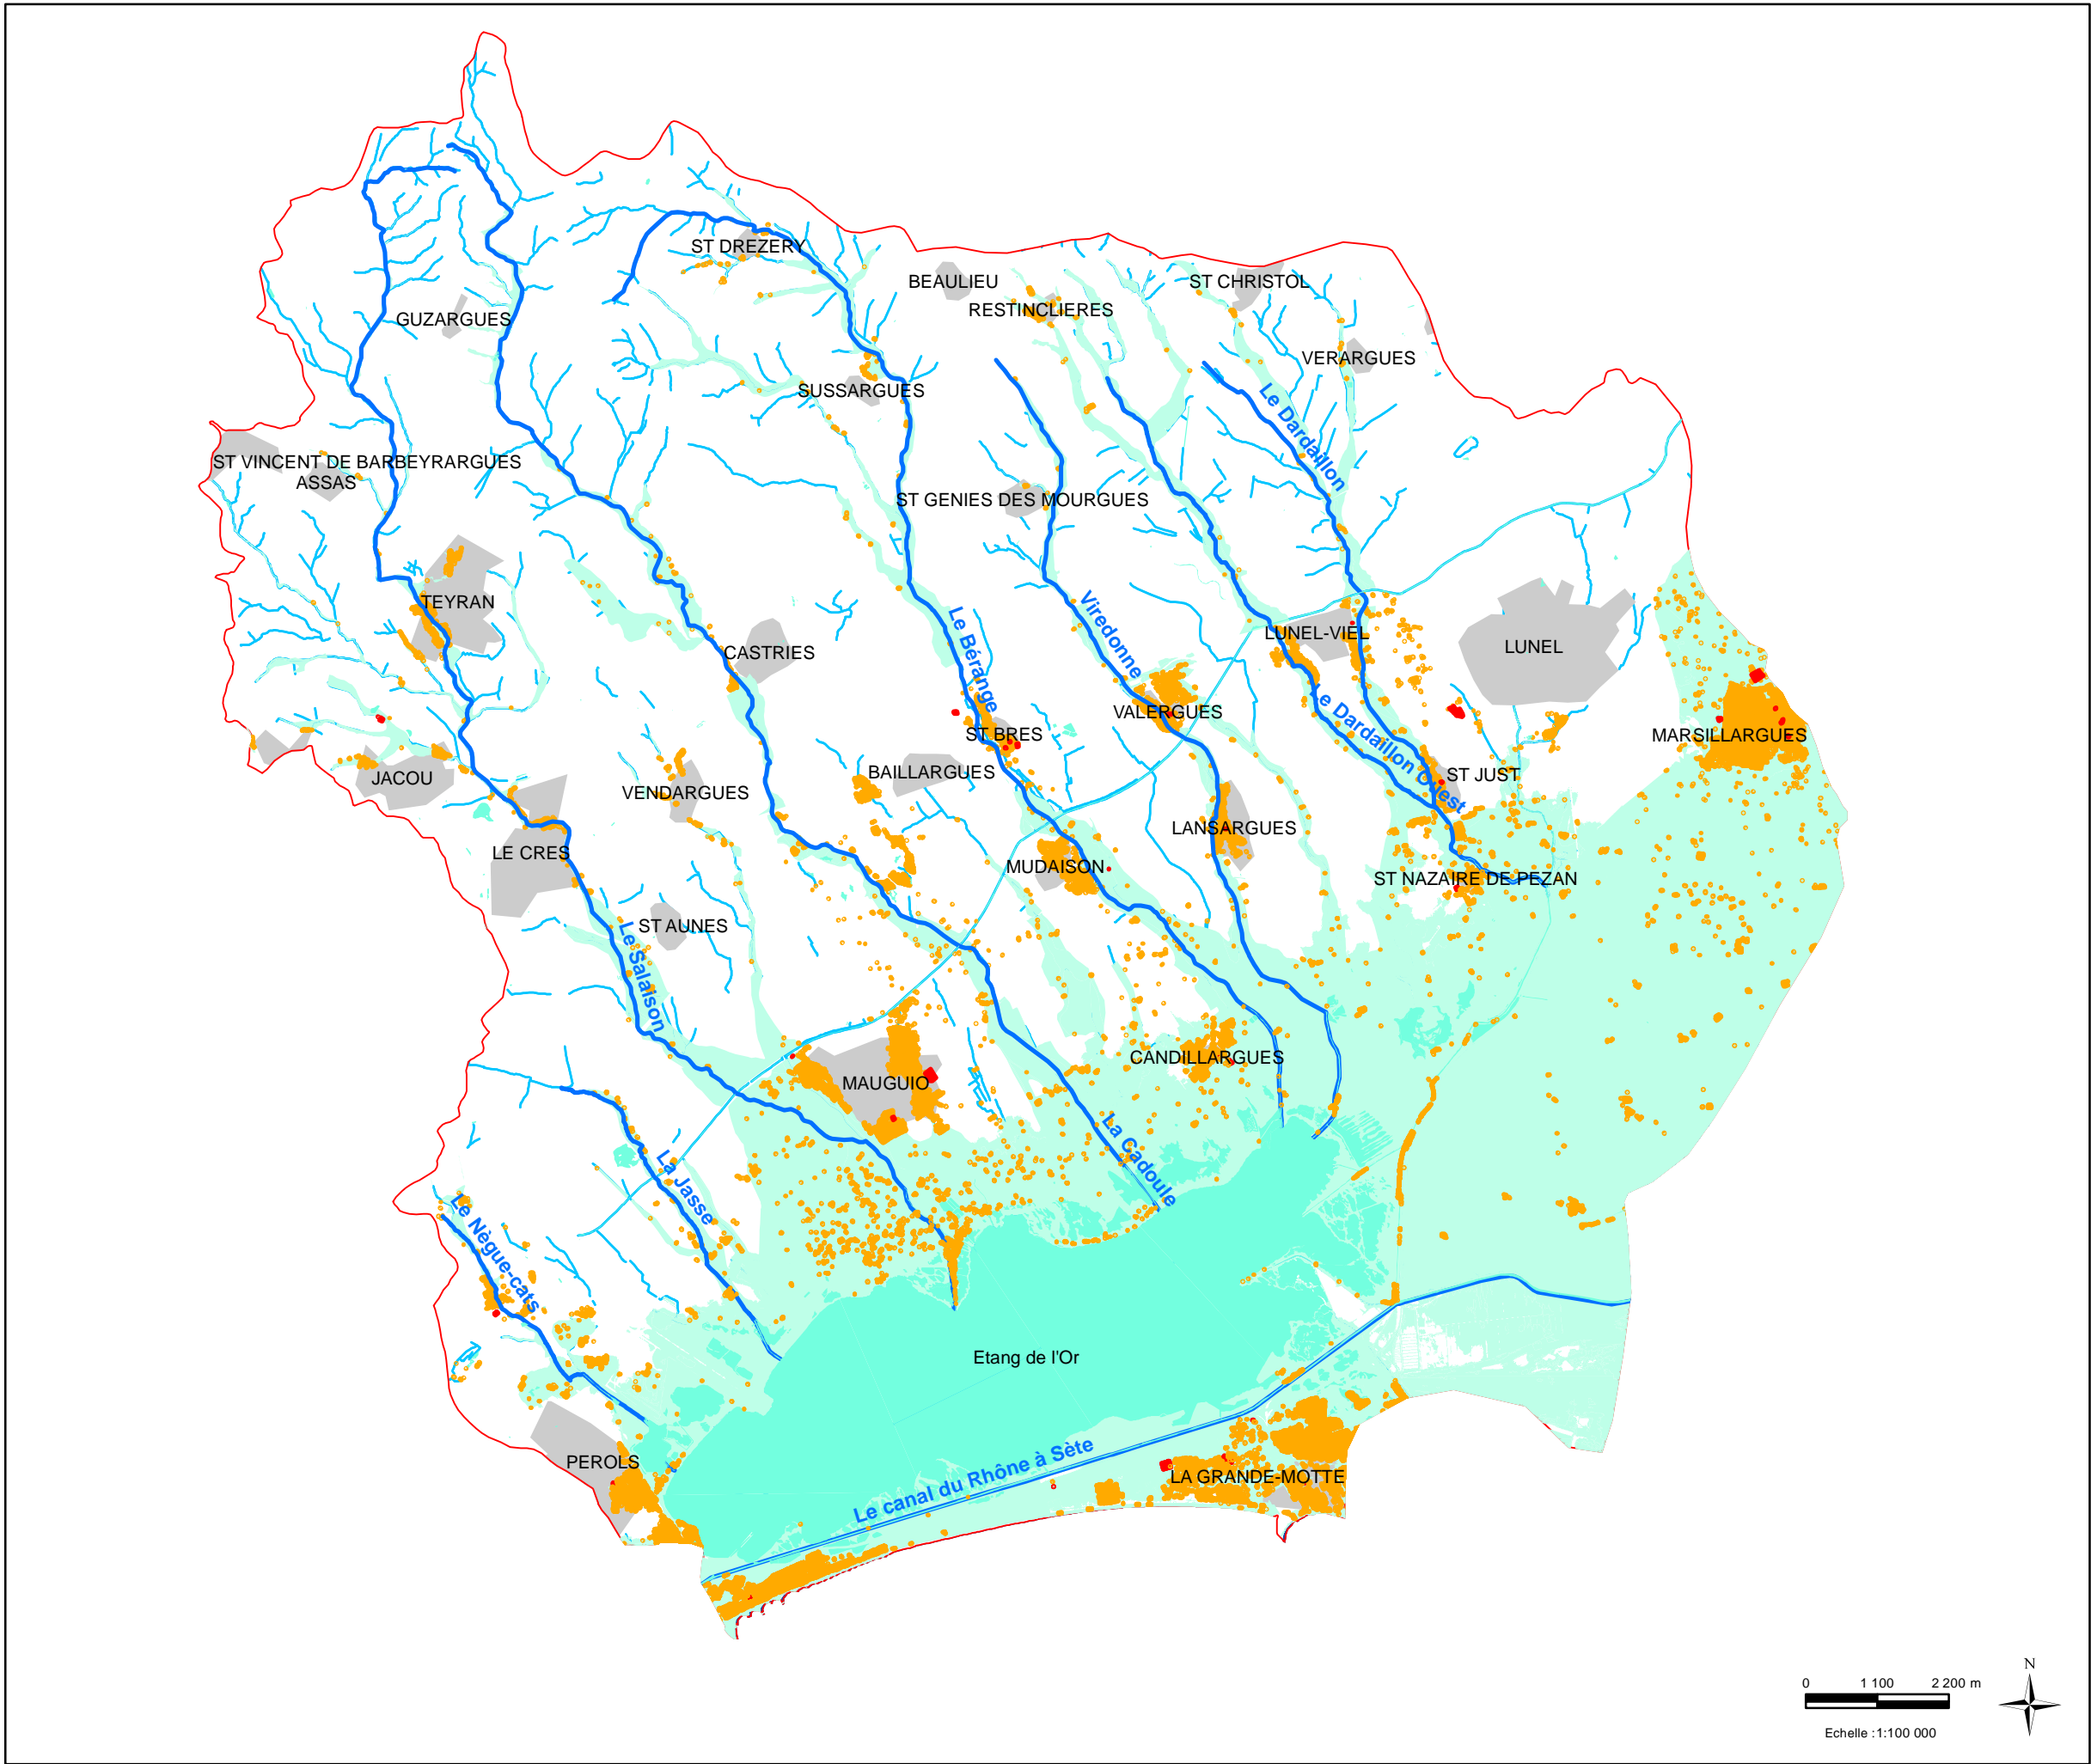 ST DREZERY
BEAULIEU
ST CHRISTOL
RESTINCLIERES
GUZARGUES
VERARGUES
SUSSARGUES
Le Dardaillon
ST VINCENT DE BARBEYRARGUES
ASSAS
ST GENIES DES MOURGUES
TEYRAN
Viredonne
Le Bérange
LUNEL-VIEL
LUNEL
CASTRIES
VALERGUES
Le Dardaillon Ouest
ST BRES
MARSILLARGUES
JACOU
BAILLARGUES
ST JUST
VENDARGUES
LANSARGUES
LE CRES
MUDAISON
ST NAZAIRE DE PEZAN
ST AUNES
Le Salaison
CANDILLARGUES
MAUGUIO
La Cadoule
La Jasse
Le Nègue-cats
Etang de l'Or
PEROLS
Le canal du Rhône à Sète
LA GRANDE-MOTTE
N
0 1 100 2 200 m
Echelle :1:100 000